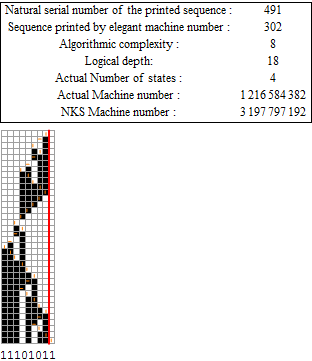 Natural serial number of the printed sequence : 491
Sequence printed by elegant machine number : 302
Algorithmic complexity : 8
Logical depth: 18
Actual Number of states : 4
Actual Machine number : 1 216 584 382
NKS Machine number : 3 197 797 192
11101011